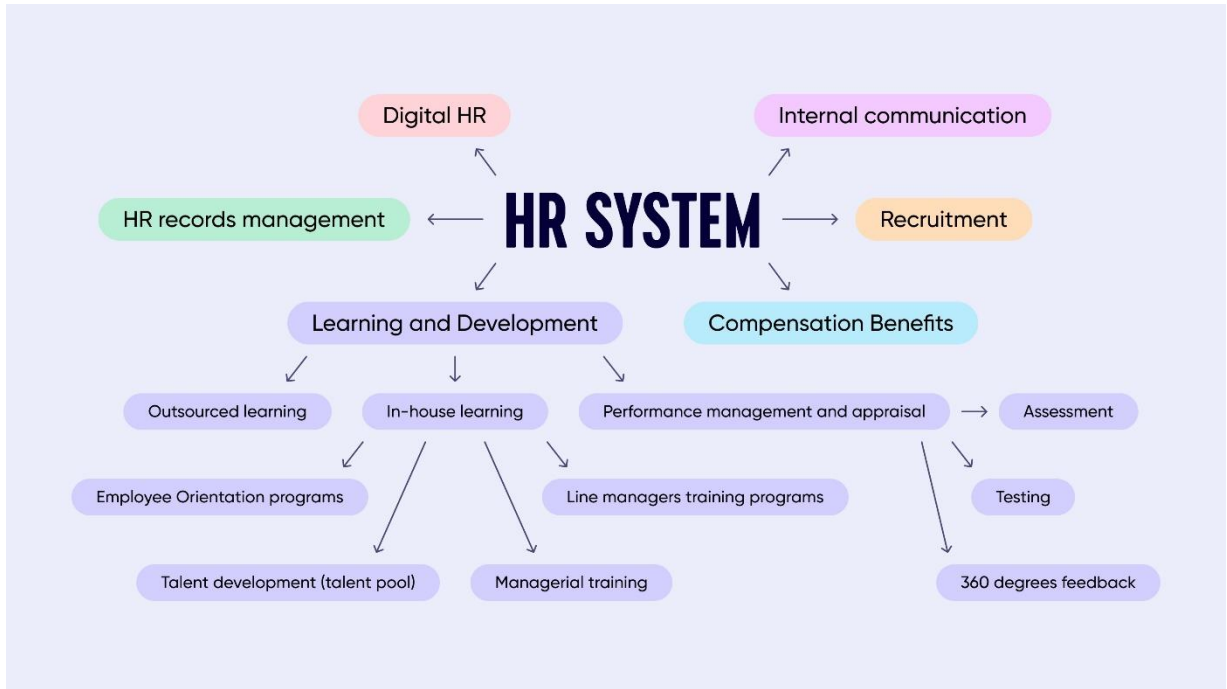 Digital HR
Internal communication
HR records management
HR SYSTEM
Recruitment
Learning and Development
Compensation Benefits
Outsourced learning
In-house learning
Performance management and appraisal
Assessment
Employee Orientation programs
Line managers training programs
Testing
Talent development (talent pool)
Managerial training
360 degrees feedback